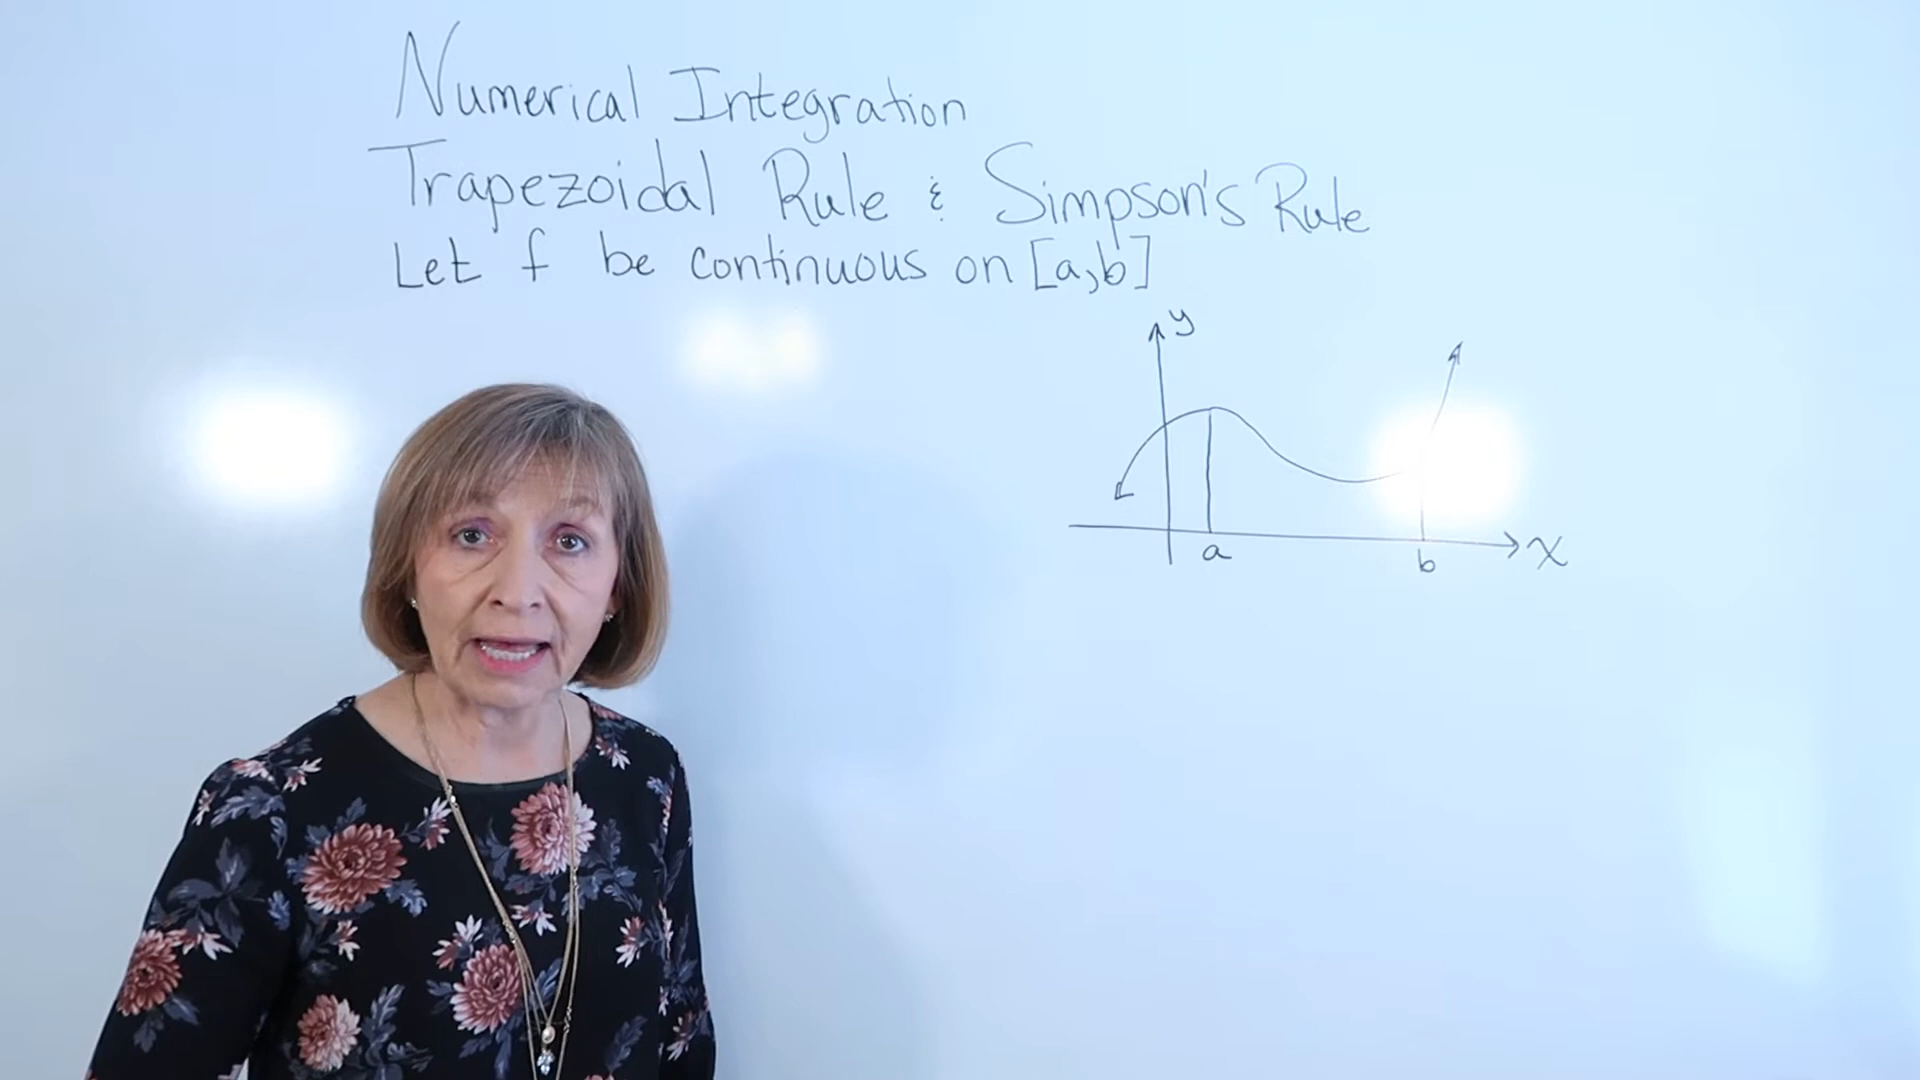 Numerical Integration
Trapezoidal Rule & Simpson's Rule
Let f be continuous on [a,b]
y
a
b
x